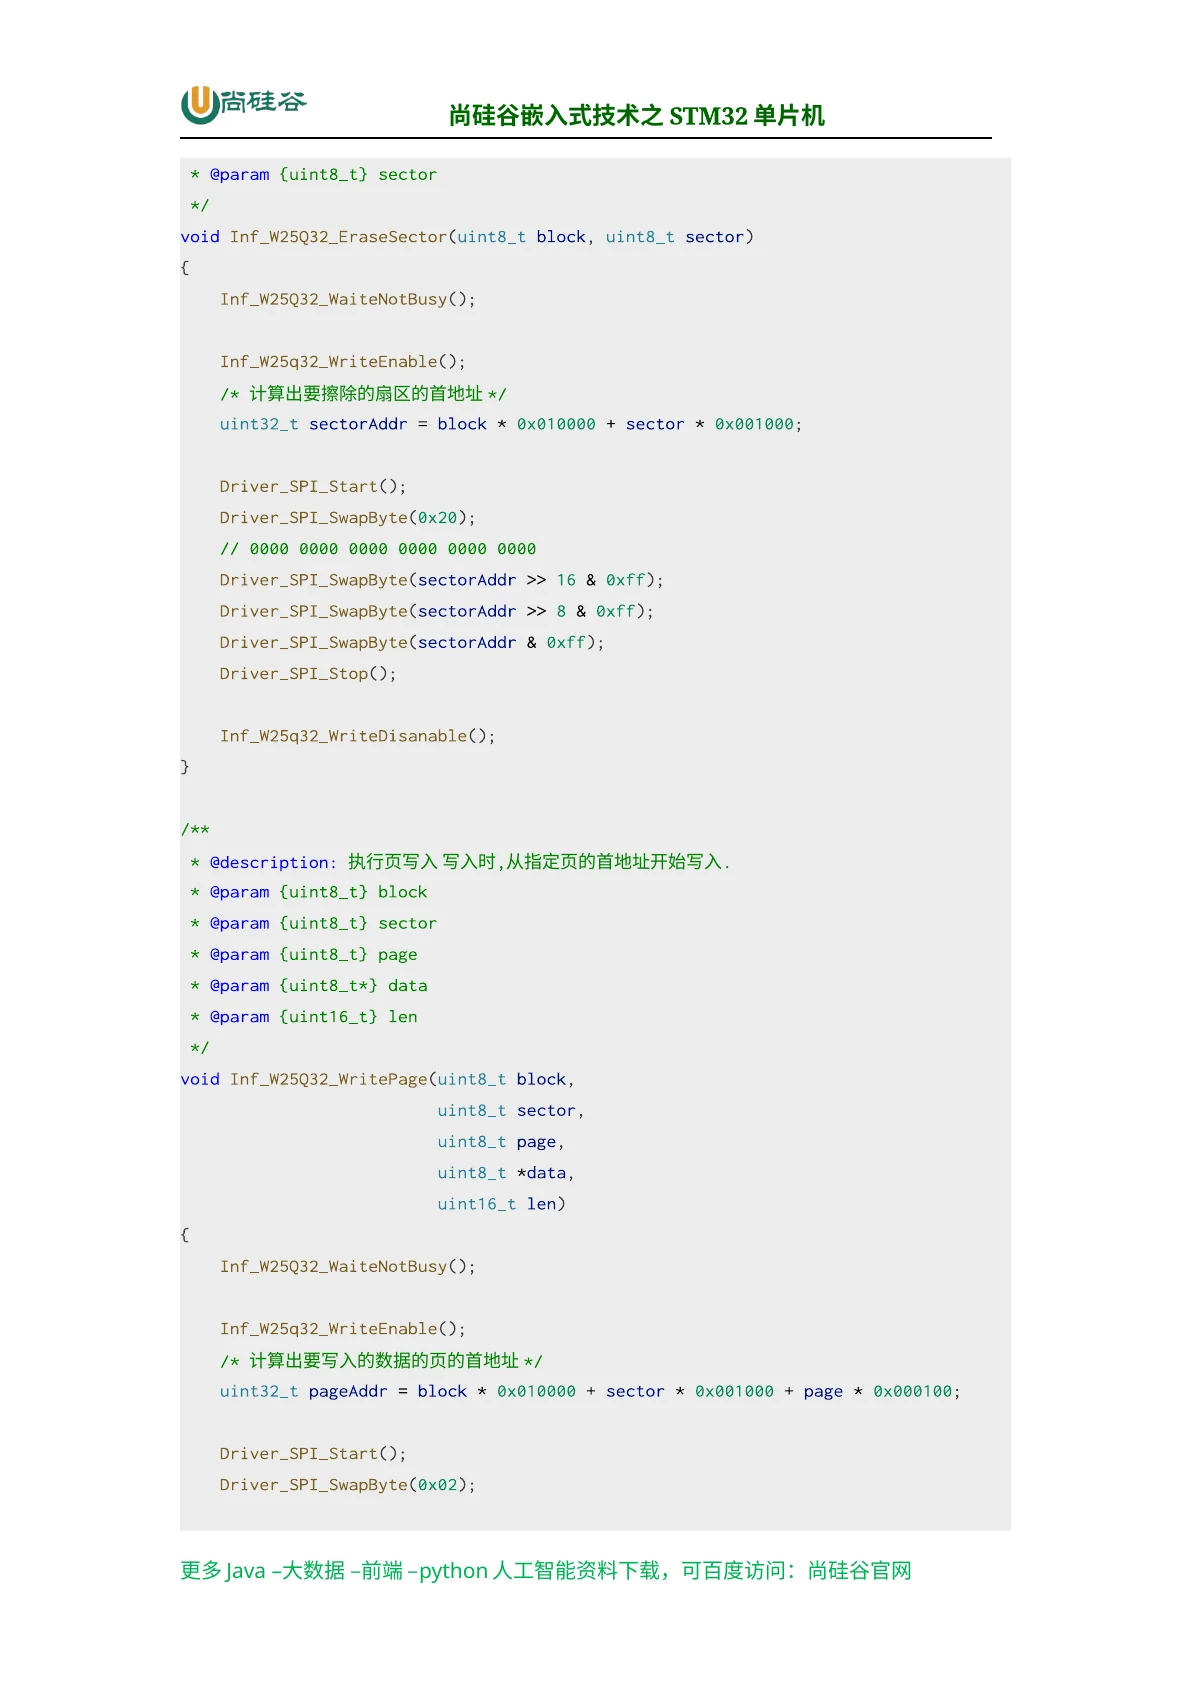 尚硅谷
尚硅谷嵌入式技术之 STM32 单片机
 * @param {uint8_t} sector
 */
void Inf_W25Q32_EraseSector(uint8_t block, uint8_t sector)
{
    Inf_W25Q32_WaiteNotBusy();

    Inf_W25q32_WriteEnable();
    /* 计算出要擦除的扇区的首地址 */
    uint32_t sectorAddr = block * 0x010000 + sector * 0x001000;

    Driver_SPI_Start();
    Driver_SPI_SwapByte(0x20);
    // 0000 0000 0000 0000 0000 0000
    Driver_SPI_SwapByte(sectorAddr >> 16 & 0xff);
    Driver_SPI_SwapByte(sectorAddr >> 8 & 0xff);
    Driver_SPI_SwapByte(sectorAddr & 0xff);
    Driver_SPI_Stop();

    Inf_W25q32_WriteDisanable();
}

/**
 * @description: 执行页写入 写入时,从指定页的首地址开始写入.
 * @param {uint8_t} block
 * @param {uint8_t} sector
 * @param {uint8_t} page
 * @param {uint8_t*} data
 * @param {uint16_t} len
 */
void Inf_W25Q32_WritePage(uint8_t block,
                          uint8_t sector,
                          uint8_t page,
                          uint8_t *data,
                          uint16_t len)
{
    Inf_W25Q32_WaiteNotBusy();

    Inf_W25q32_WriteEnable();
    /* 计算出要写入的数据的页的首地址 */
    uint32_t pageAddr = block * 0x010000 + sector * 0x001000 + page * 0x000100;

    Driver_SPI_Start();
    Driver_SPI_SwapByte(0x02);
更多 Java –大数据 –前端 –python 人工智能资料下载，可百度访问：尚硅谷官网